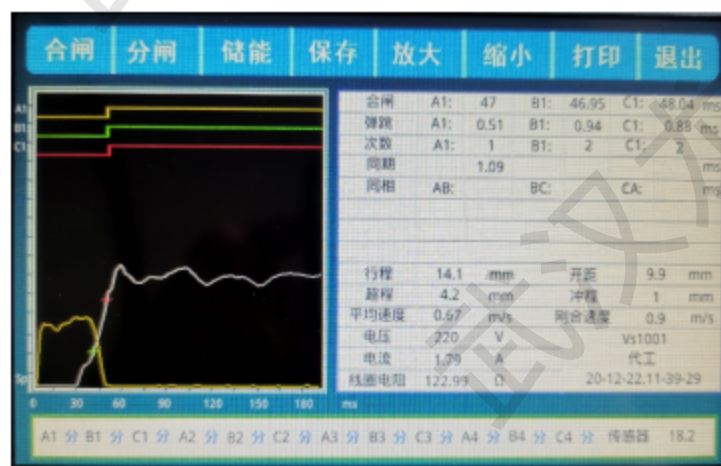 合闸 分闸 储能 保存 放大 缩小 打印 退出
A1 合闸 A1: 47 B1: 46.95 C1: 48.04 ms
B1 弹跳 A1: 0.51 B1: 0.94 C1: 0.88 ms
C1 次数 A1: 1 B1: 2 C1: 2
同期 1.09 ms
同相 AB: BC: CA: ms
行程 14.1 mm 开距 9.9 mm
超程 4.2 mm 冲程 1 mm
平均速度 0.67 m/s 刚合速度 0.9 m/s
电压 220 V Vs1001
电流 1.79 A 代工
Sp 线圈电阻 122.99 Ω 20-12-22.11-39-29
0 30 60 90 120 150 180 ms
A1 分 B1 分 C1 分 A2 分 B2 分 C2 分 A3 分 B3 分 C3 分 A4 分 B4 分 C4 分 传感器 18.2
武汉